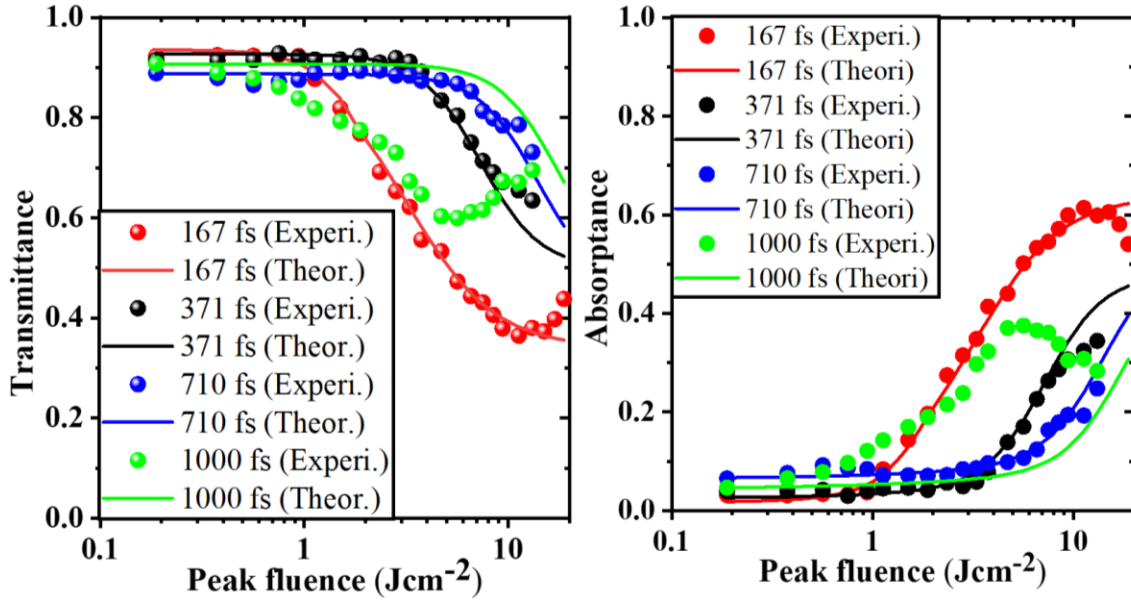 1.0
0.8
0.6
0.4
0.2
0.0
Transmittance
167 fs (Experi.)
167 fs (Theor.)
371 fs (Experi.)
371 fs (Theor.)
710 fs (Experi.)
710 fs (Theor.)
1000 fs (Experi.)
1000 fs (Theor.)
0.1
1
10
Peak fluence (Jcm⁻²)
1.0
0.8
0.6
0.4
0.2
0.0
Absorptance
167 fs (Experi.)
167 fs (Theori)
371 fs (Experi.)
371 fs (Theori)
710 fs (Experi.)
710 fs (Theori)
1000 fs (Experi.)
1000 fs (Theori)
0.1
1
10
Peak fluence (Jcm⁻²)